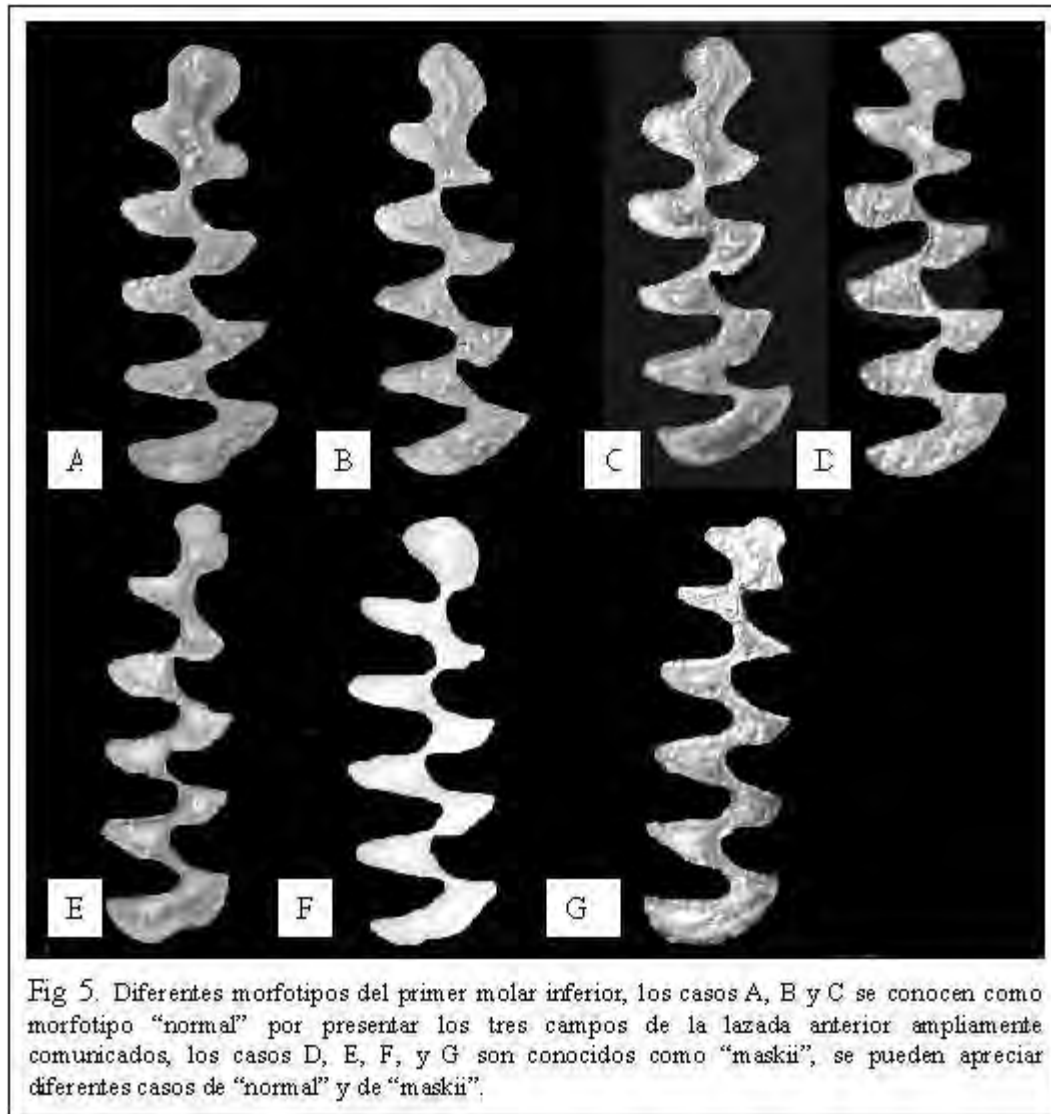 A
B
C
D
E
F
G
Fig 5. Diferentes morfotipos del primer molar inferior, los casos A, B y C se conocen como
morfotipo “normal” por presentar los tres campos de la lazada anterior ampliamente
comunicados, los casos D, E, F, y G son conocidos como “maskii”, se pueden apreciar
diferentes casos de “normal” y de “maskii”.